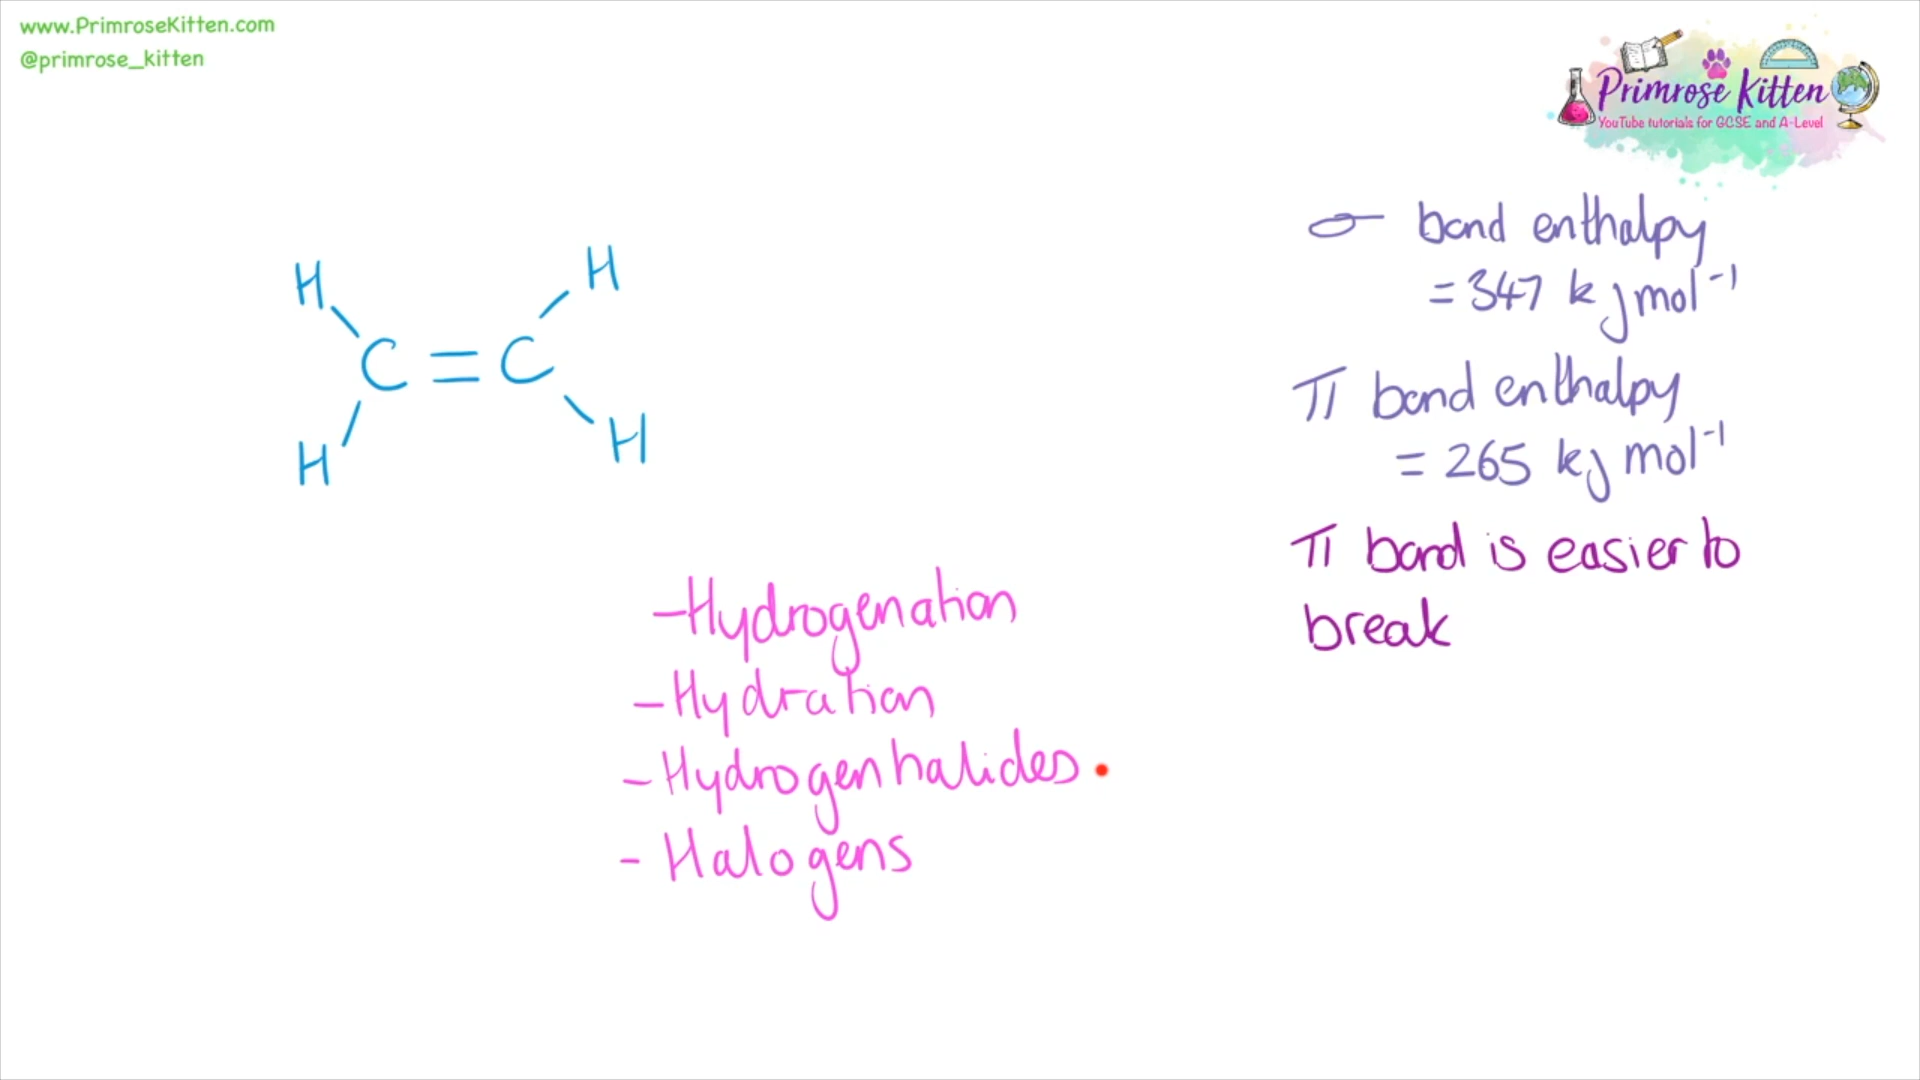 www.PrimroseKitten.com
@primrose_kitten
Primrose Kitten
YouTube tutorials for GCSE and A-Level
H H
C = C
H H
σ bond enthalpy
= 347 kJ mol⁻¹
π bond enthalpy
= 265 kJ mol⁻¹
π bond is easier to
break
- Hydrogenation
- Hydration
- Hydrogen halides
- Halogens